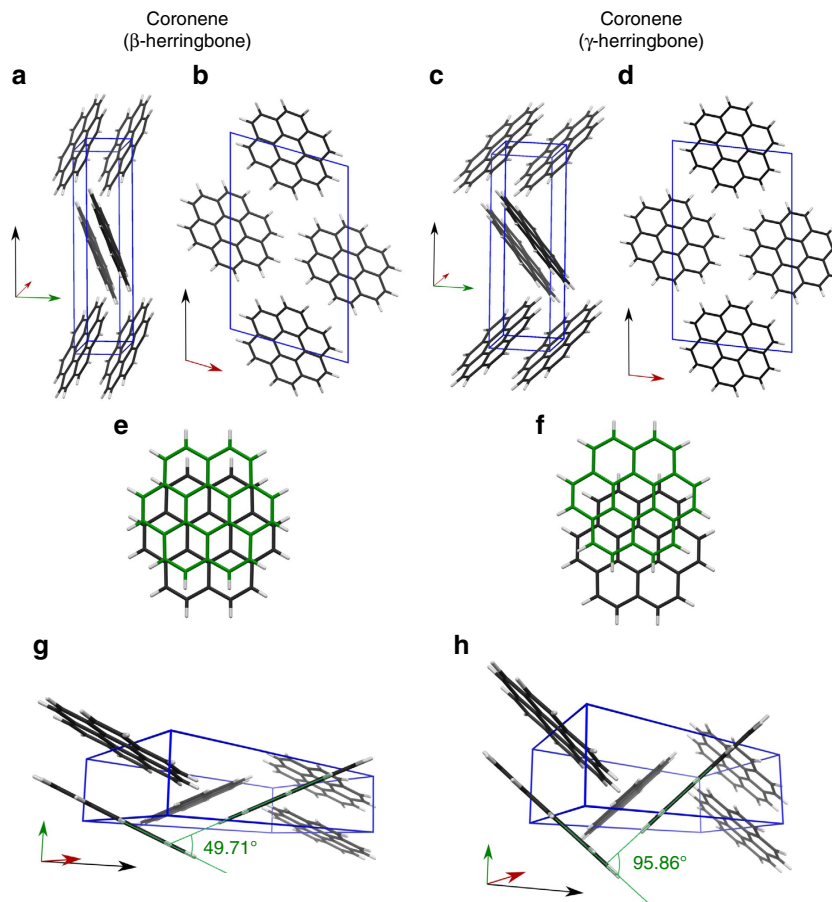 Coronene
(β-herringbone)
Coronene
(γ-herringbone)
a
b
c
d
e
f
g
h
49.71°
95.86°